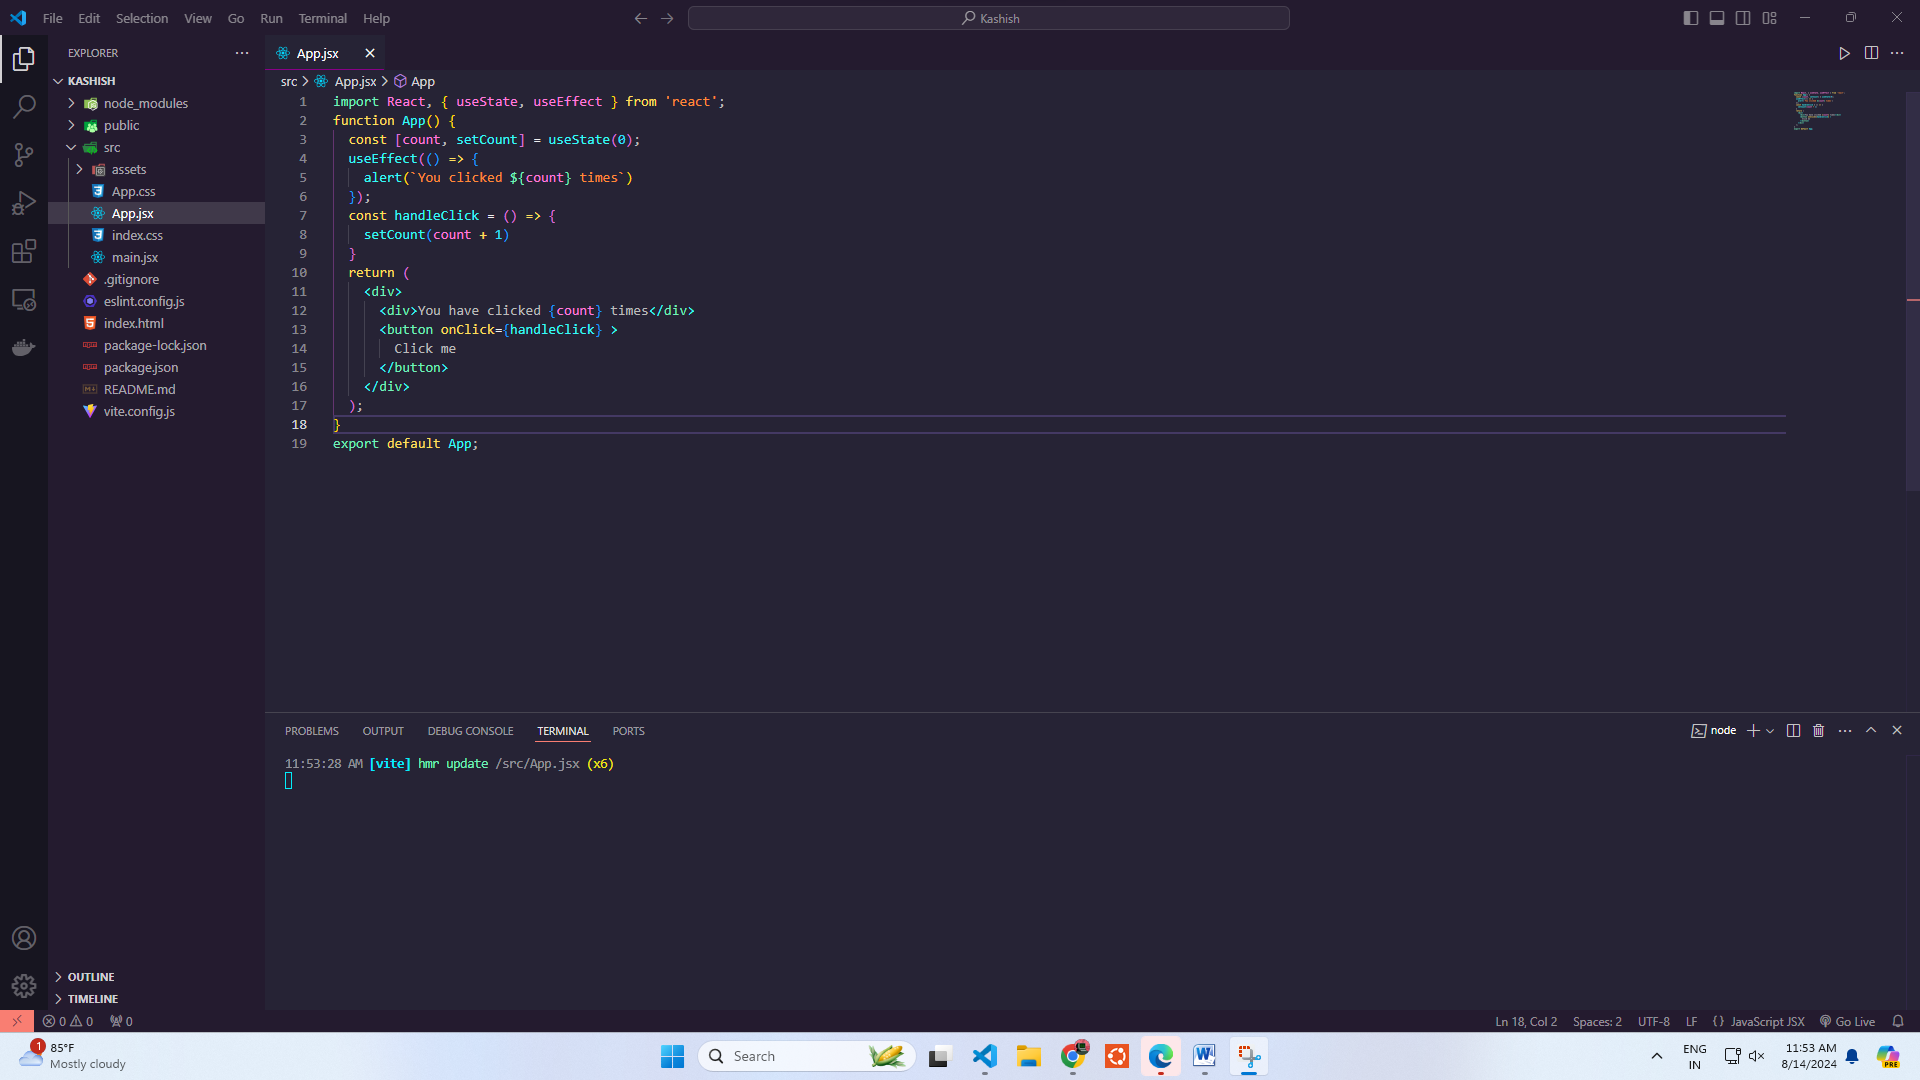 File Edit Selection View Go Run Terminal Help
Kashish
EXPLORER
KASHISH
node_modules
public
src
assets
App.css
App.jsx
index.css
main.jsx
.gitignore
eslint.config.js
index.html
package-lock.json
package.json
README.md
vite.config.js
OUTLINE
TIMELINE
App.jsx
src > App.jsx > App
1 import React, { useState, useEffect } from 'react';
2 function App() {
3 const [count, setCount] = useState(0);
4 useEffect(() => {
5 alert(`You clicked ${count} times`)
6 });
7 const handleClick = () => {
8 setCount(count + 1)
9 }
10 return (
11 <div>
12 <div>You have clicked {count} times</div>
13 <button onClick={handleClick} >
14 Click me
15 </button>
16 </div>
17 );
18 }
19 export default App;
PROBLEMS OUTPUT DEBUG CONSOLE TERMINAL PORTS
node
11:53:28 AM [vite] hmr update /src/App.jsx (x6)
0 0 0
Ln 18, Col 2 Spaces: 2 UTF-8 LF {} JavaScript JSX Go Live
1
85°F
Mostly cloudy
Search
PRE
ENG
IN
11:53 AM
8/14/2024